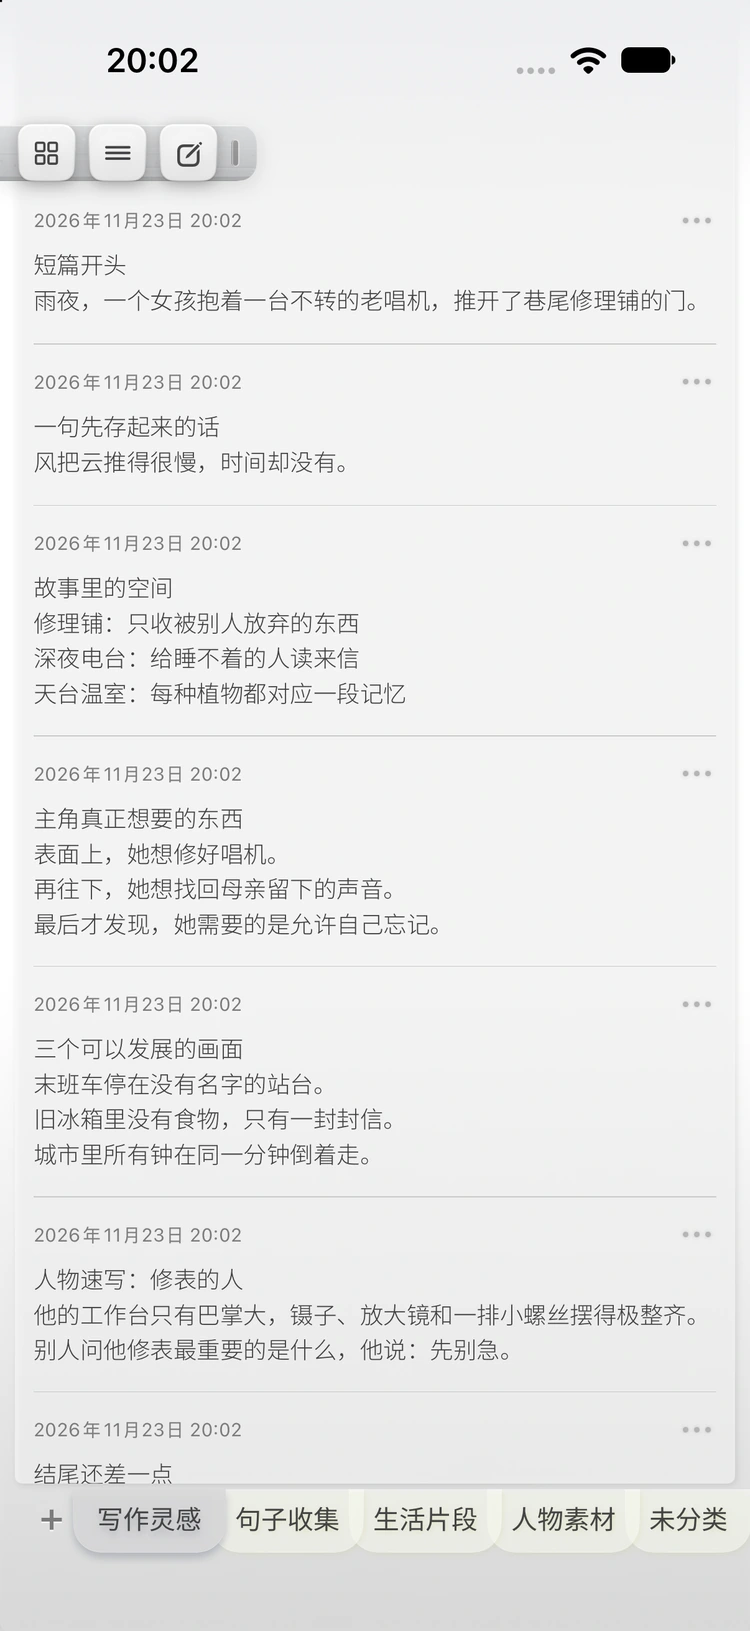 20:02
2026年11月23日 20:02
短篇开头
雨夜，一个女孩抱着一台不转的老唱机，推开了巷尾修理铺的门。
2026年11月23日 20:02
一句先存起来的话
风把云推得很慢，时间却没有。
2026年11月23日 20:02
故事里的空间
修理铺：只收被别人放弃的东西
深夜电台：给睡不着的人读来信
天台温室：每种植物都对应一段记忆
2026年11月23日 20:02
主角真正想要的东西
表面上，她想修好唱机。
再往下，她想找回母亲留下的声音。
最后才发现，她需要的是允许自己忘记。
2026年11月23日 20:02
三个可以发展的画面
末班车停在没有名字的站台。
旧冰箱里没有食物，只有一封封信。
城市里所有钟在同一分钟倒着走。
2026年11月23日 20:02
人物速写：修表的人
他的工作台只有巴掌大，镊子、放大镜和一排小螺丝摆得极整齐。
别人问他修表最重要的是什么，他说：先别急。
2026年11月23日 20:02
结尾还差一点
写作灵感 句子收集 生活片段 人物素材 未分类